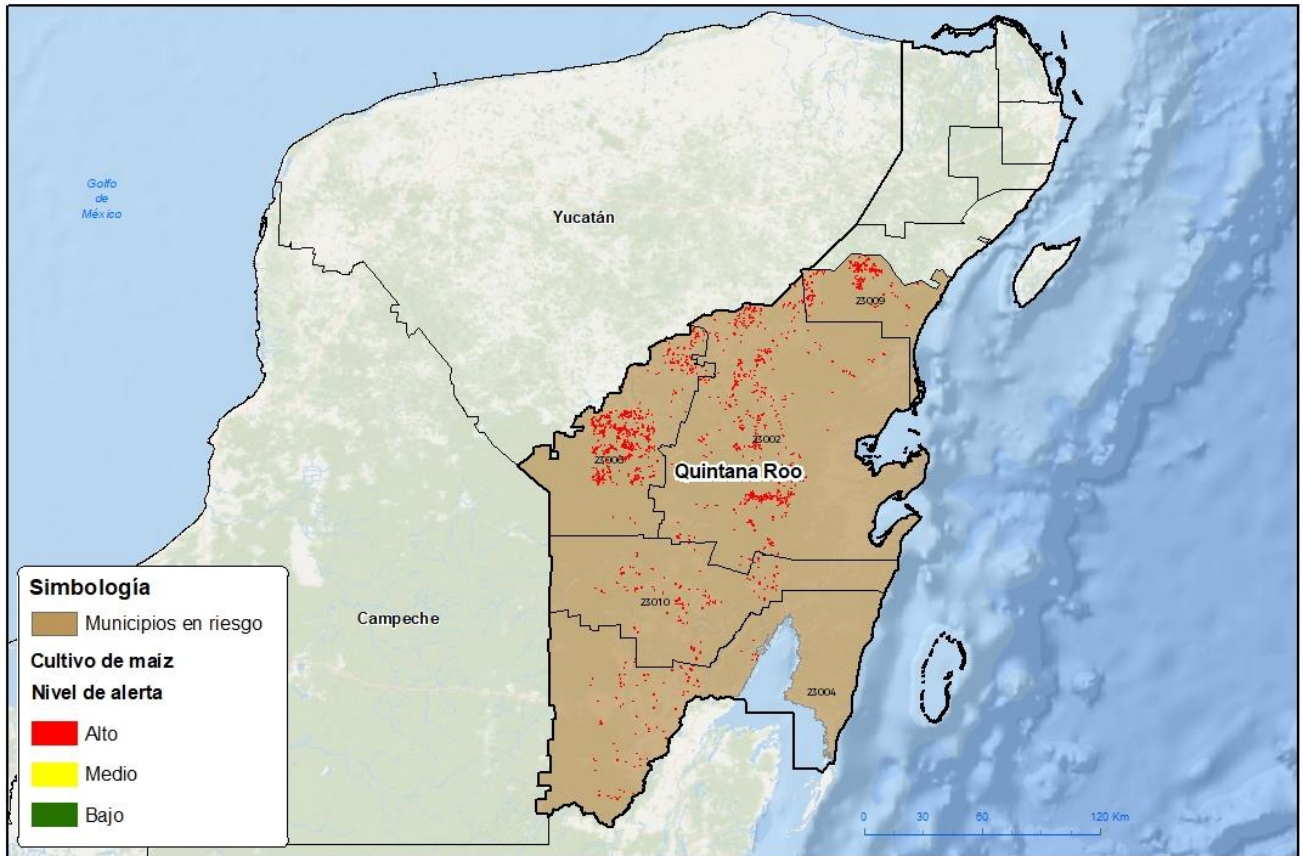 Golfo
de
México
Yucatán
23009
23002
23006
Quintana Roo
23010
Campeche
23004
Simbología
Municipios en riesgo
Cultivo de maíz
Nivel de alerta
Alto
Medio
Bajo
0 30 60 120 Km